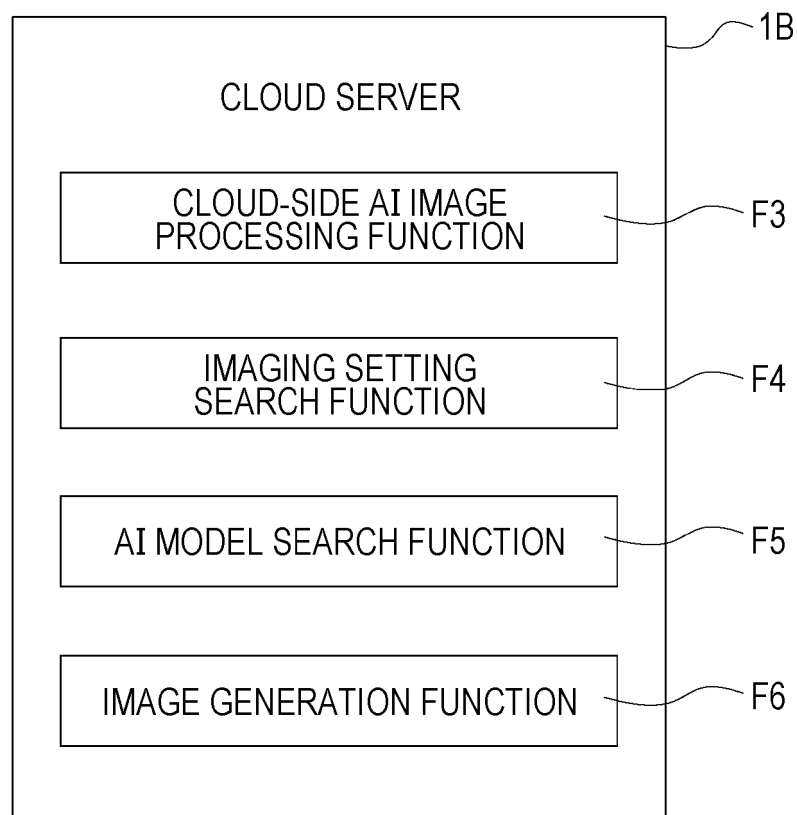 1B
CLOUD SERVER
CLOUD-SIDE AI IMAGE
PROCESSING FUNCTION
F3
IMAGING SETTING
SEARCH FUNCTION
F4
AI MODEL SEARCH FUNCTION
F5
IMAGE GENERATION FUNCTION
F6